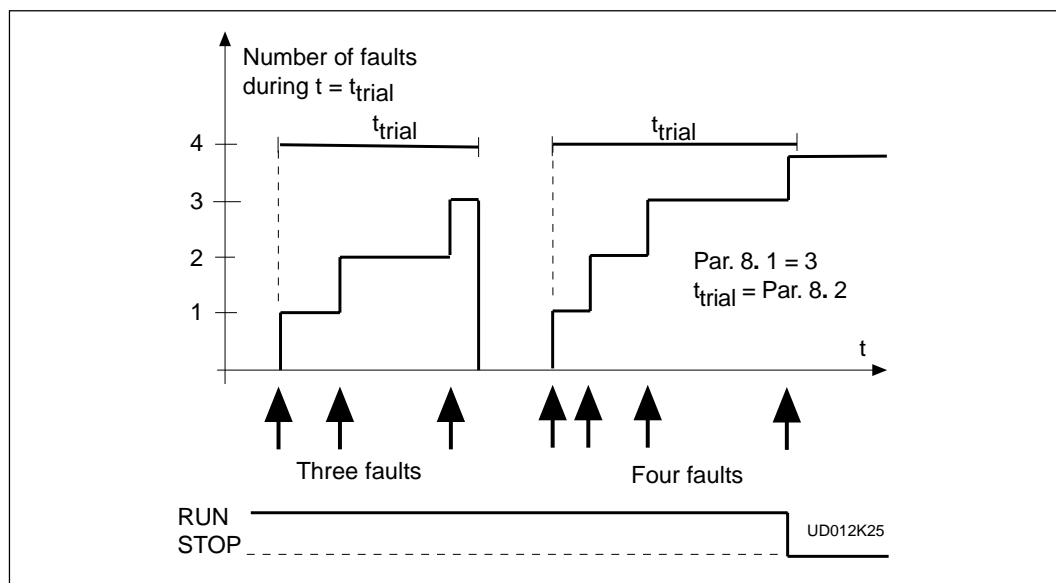 Number of faults
during t = ttrial
ttrial
ttrial
4
3
2
1
Par. 8. 1 = 3
ttrial = Par. 8. 2
t
Three faults
Four faults
RUN
STOP
UD012K25